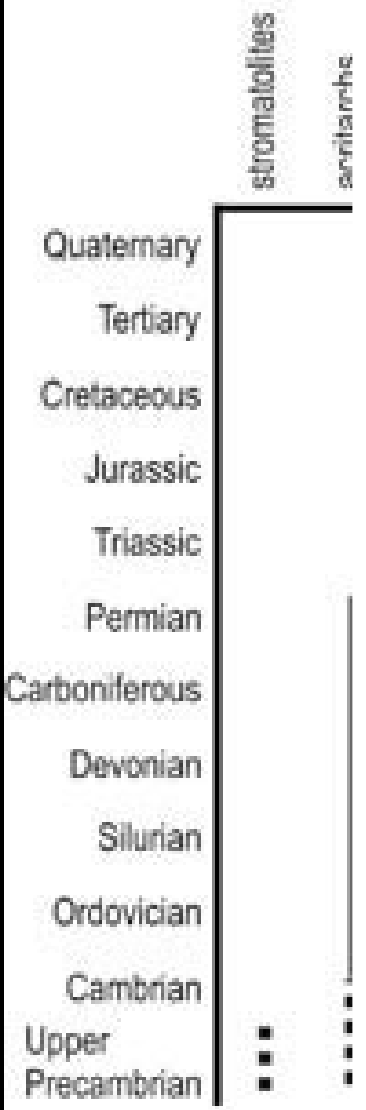 stromatolites
Quaternary
Tertiary
Cretaceous
Jurassic
Triassic
Permian
Carboniferous
Devonian
Silurian
Ordovician
Cambrian
Upper
Precambrian